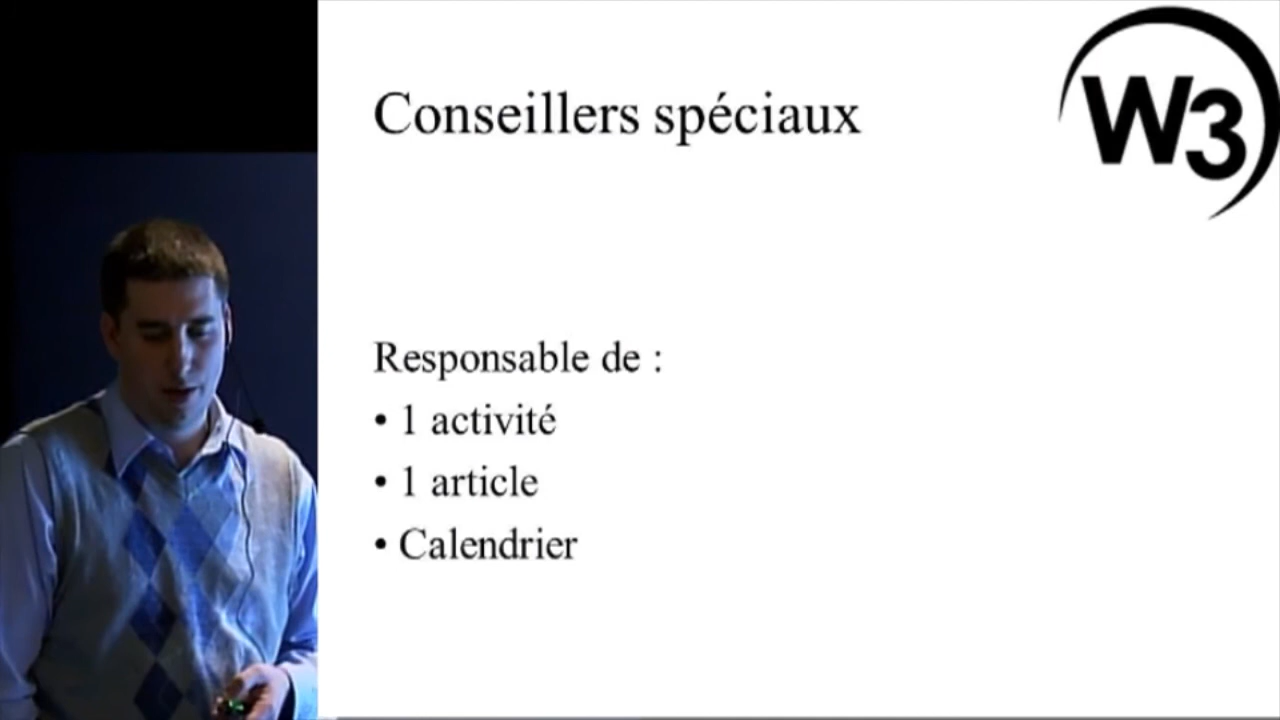 Conseillers spéciaux
W3
Responsable de :
• 1 activité
• 1 article
• Calendrier